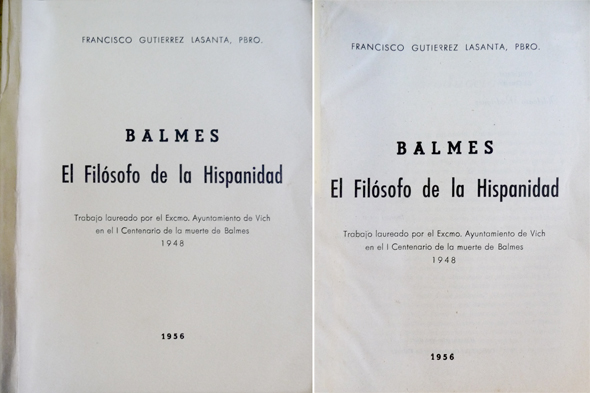 FRANCISCO GUTIERREZ LASANTA, PBRO.
BALMES
El Filósofo de la Hispanidad
Trabajo laureado por el Excmo. Ayuntamiento de Vich
en el I Centenario de la muerte de Balmes
1948
1956
FRANCISCO GUTIERREZ LASANTA, PBRO.
BALMES
El Filósofo de la Hispanidad
Trabajo laureado por el Excmo. Ayuntamiento de Vich
en el I Centenario de la muerte de Balmes
1948
1956